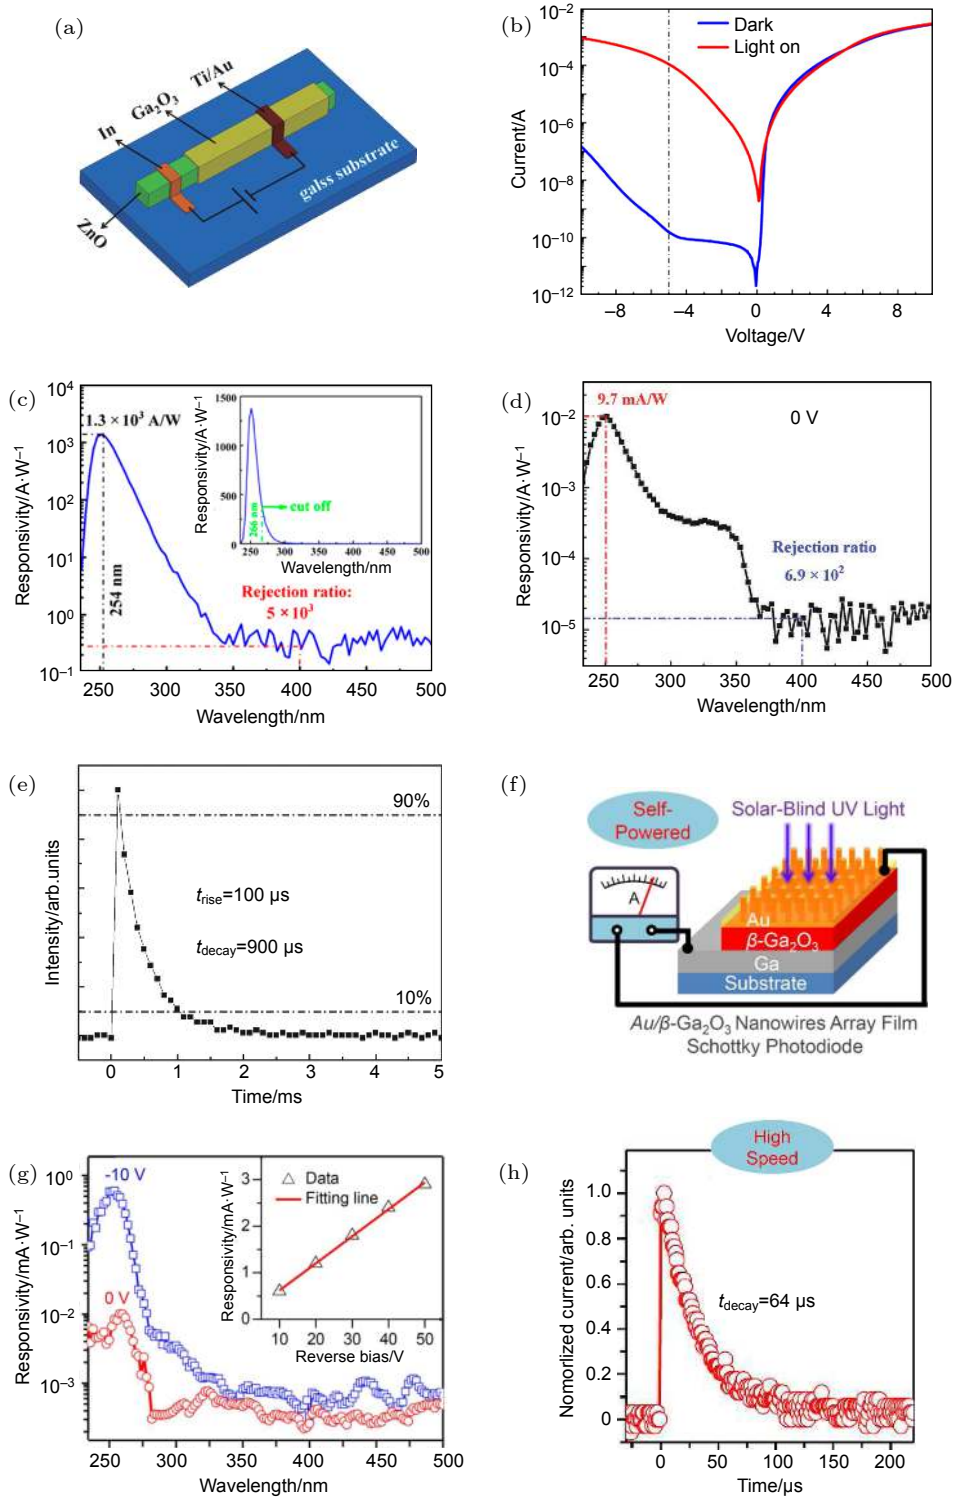 (a)
Ti/Au
Ga₂O₃
In
ZnO
galss substrate
(b)
Dark
Light on
10⁻²
10⁻⁴
10⁻⁶
10⁻⁸
10⁻¹⁰
10⁻¹²
Current/A
−8 −4 0 4 8
Voltage/V
(c)
10⁴
10³
10²
10¹
10⁰
10⁻¹
Responsivity/A·W⁻¹
1.3 × 10³ A/W
254 nm
Rejection ratio:
5 × 10³
250 300 350 400 450 500
Wavelength/nm
1500
1000
500
0
Responsivity/A·W⁻¹
266 nm
cut off
250 300 350 400 450 500
Wavelength/nm
(d)
9.7 mA/W
0 V
10⁻²
10⁻³
10⁻⁴
10⁻⁵
Responsivity/A·W⁻¹
Rejection ratio
6.9 × 10²
250 300 350 400 450 500
Wavelength/nm
(e)
90%
t_rise=100 µs
t_decay=900 µs
10%
Intensity/arb.units
0 1 2 3 4 5
Time/ms
(f)
Self-
Powered
Solar-Blind UV Light
A
Au
β-Ga₂O₃
Ga
Substrate
Au/β-Ga₂O₃ Nanowires Array Film
Schottky Photodiode
(g)
-10 V
0 V
10⁰
10⁻¹
10⁻²
10⁻³
Responsivity/mA·W⁻¹
250 300 350 400 450 500
Wavelength/nm
Data
Fitting line
3
2
1
0
Responsivity/mA·W⁻¹
10 20 30 40 50
Reverse bias/V
(h)
High
Speed
1.0
0.8
0.6
0.4
0.2
0
Nomorlized current/arb. units
t_decay=64 µs
0 50 100 150 200
Time/µs